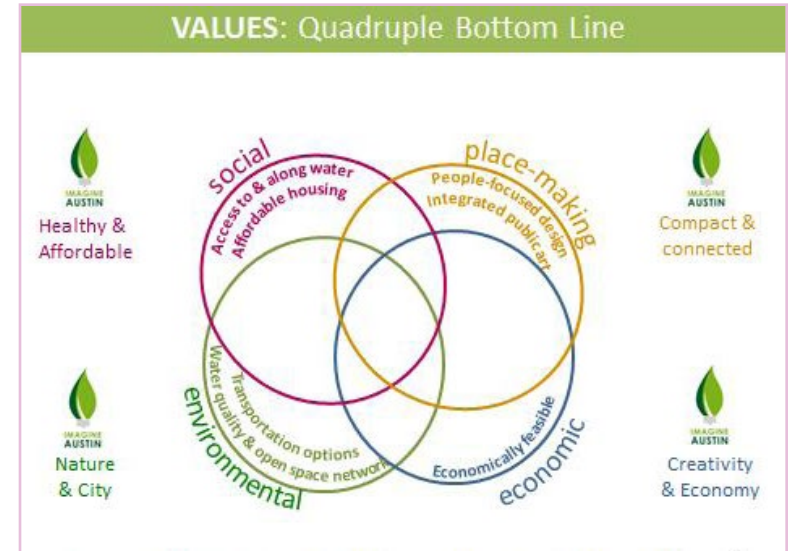 VALUES: Quadruple Bottom Line
IMAGINE
AUSTIN
Healthy &
Affordable
social
Access to & along water
Affordable housing
place-making
People-focused design
Integrated public art
IMAGINE
AUSTIN
Compact &
connected
IMAGINE
AUSTIN
Nature
& City
environmental
Transportation options
Water quality & open space network
Economically feasible
economic
IMAGINE
AUSTIN
Creativity
& Economy